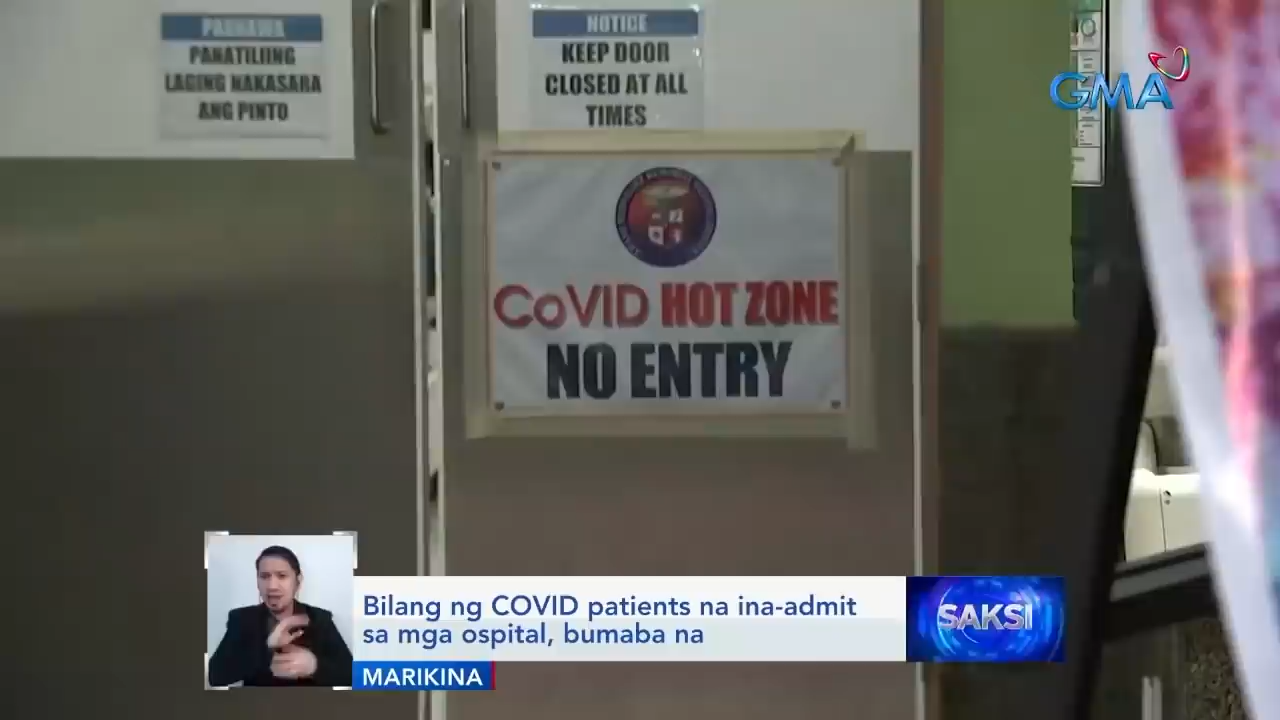 PAUNAWA
PANATILIING
LAGING NAKASARA
ANG PINTO
NOTICE
KEEP DOOR
CLOSED AT ALL
TIMES
GMA
COVID HOT ZONE
NO ENTRY
Bilang ng COVID patients na ina-admit
sa mga ospital, bumaba na
SAKSI
MARIKINA